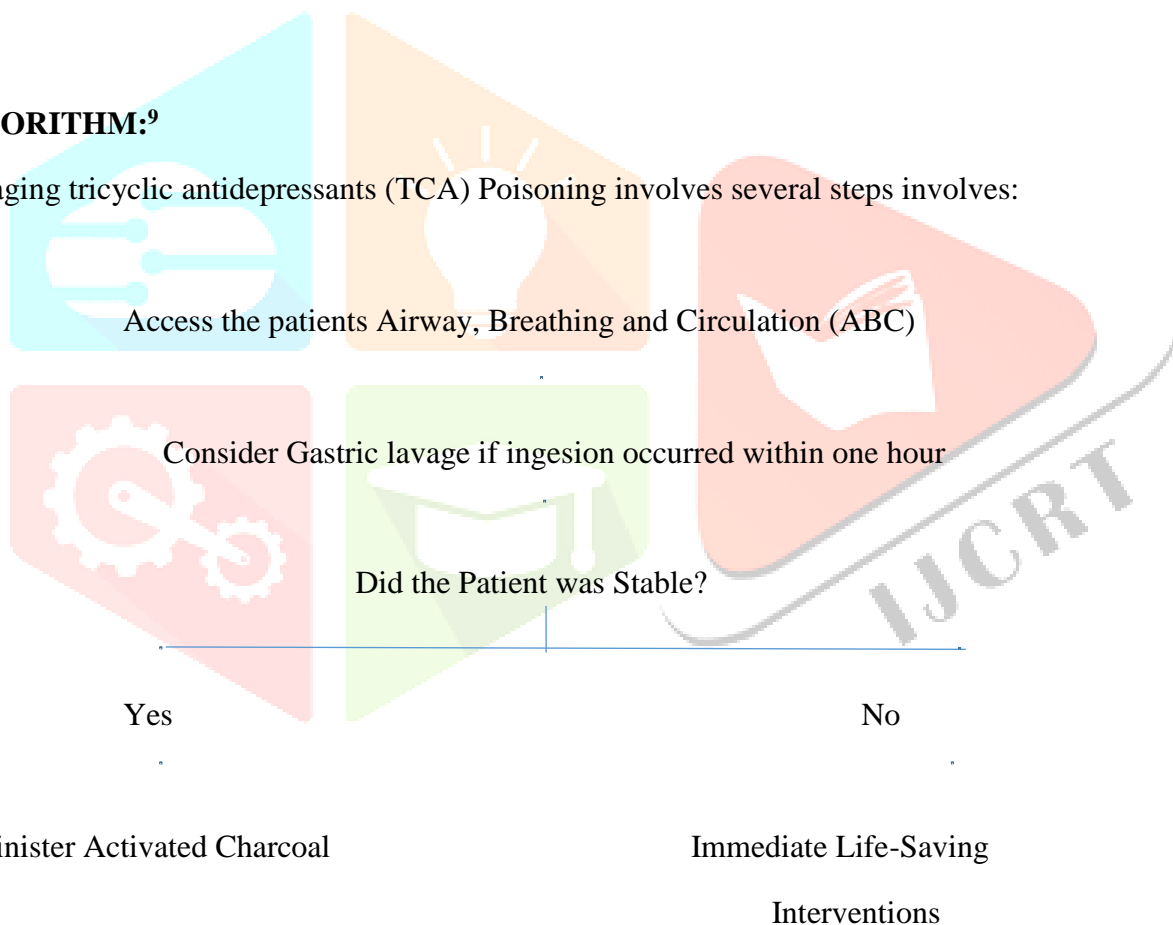 ORITHM:9
aging tricyclic antidepressants (TCA) Poisoning involves several steps involves:
Access the patients Airway, Breathing and Circulation (ABC)
Consider Gastric lavage if ingesion occurred within one hour
Did the Patient was Stable?
Yes No
inister Activated Charcoal Immediate Life-Saving
Interventions
IJCRT